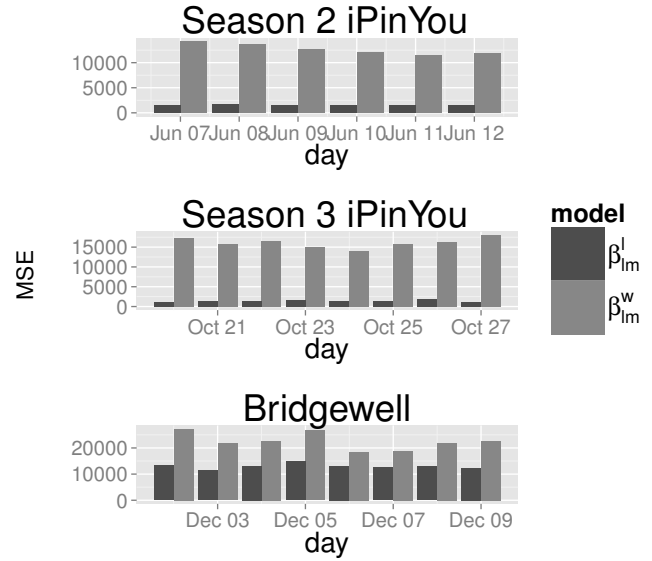 Season 2 iPinYou
10000
5000
0
Jun 07 Jun 08 Jun 09 Jun 10 Jun 11 Jun 12
day
Season 3 iPinYou
MSE
15000
10000
5000
0
Oct 21 Oct 23 Oct 25 Oct 27
day
model
β^l_lm
β^w_lm
Bridgewell
20000
10000
0
Dec 03 Dec 05 Dec 07 Dec 09
day